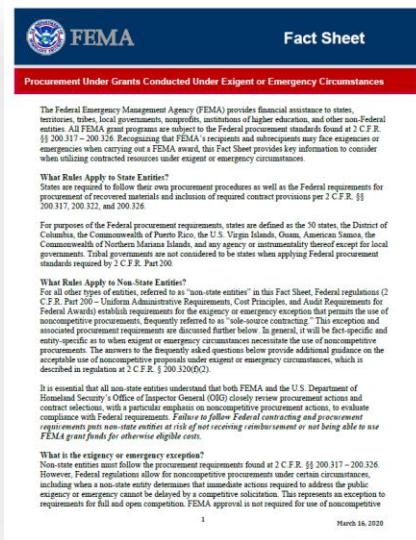 FEMA
Fact Sheet
Procurement Under Grants Conducted Under Exigent or Emergency Circumstances
The Federal Emergency Management Agency (FEMA) provides financial assistance to states,
territories, tribes, local governments, nonprofits, institutions of higher education, and other non-Federal
entities. All FEMA grant programs are subject to the Federal procurement standards found at 2 C.F.R.
§§ 200.317 – 200.326. Recognizing that FEMA's recipients and subrecipients may face exigencies or
emergencies when carrying out a FEMA award, this Fact Sheet provides key information to consider
when utilizing contracted resources under exigent or emergency circumstances.
What Rules Apply to State Entities?
States are required to follow their own procurement procedures as well as the Federal requirements for
procurement of recovered materials and inclusion of required contract provisions per 2 C.F.R. §§
200.317, 200.322, and 200.326.
For purposes of the Federal procurement requirements, states are defined as the 50 states, the District of
Columbia, the Commonwealth of Puerto Rico, the U.S. Virgin Islands, Guam, American Samoa, the
Commonwealth of Northern Mariana Islands, and any agency or instrumentality thereof except for local
governments. Tribal governments are not considered to be states when applying Federal procurement
standards required by 2 C.F.R. Part 200.
What Rules Apply to Non-State Entities?
For all other types of entities, referred to as "non-state entities" in this Fact Sheet, Federal regulations (2
C.F.R. Part 200 – Uniform Administrative Requirements, Cost Principles, and Audit Requirements for
Federal Awards) establish requirements for the exigency or emergency exception that permits the use of
noncompetitive procurements, frequently referred to as "sole-source contracting." This exception and
associated procurement requirements are discussed further below. In general, it will be fact-specific and
entity-specific as to when exigent or emergency circumstances necessitate the use of noncompetitive
procurements. The answers to the frequently asked questions below provide additional guidance on the
acceptable use of noncompetitive proposals under exigent or emergency circumstances, which is
described in regulation at 2 C.F.R. § 200.320(f)(2).
It is essential that all non-state entities understand that both FEMA and the U.S. Department of
Homeland Security's Office of Inspector General (OIG) closely review procurement actions and
contract selections, with a particular emphasis on noncompetitive procurement actions, to evaluate
compliance with Federal requirements. Failure to follow Federal contracting and procurement
requirements puts non-state entities at risk of not receiving reimbursement or not being able to use
FEMA grant funds for otherwise eligible costs.
What is the exigency or emergency exception?
Non-state entities must follow the procurement requirements found at 2 C.F.R. §§ 200.317 – 200.326.
However, Federal regulations allow for noncompetitive procurements under certain circumstances,
including when a non-state entity determines that immediate actions required to address the public
exigency or emergency cannot be delayed by a competitive solicitation. This represents an exception to
requirements for full and open competition. FEMA approval is not required for use of noncompetitive
1
March 16, 2020